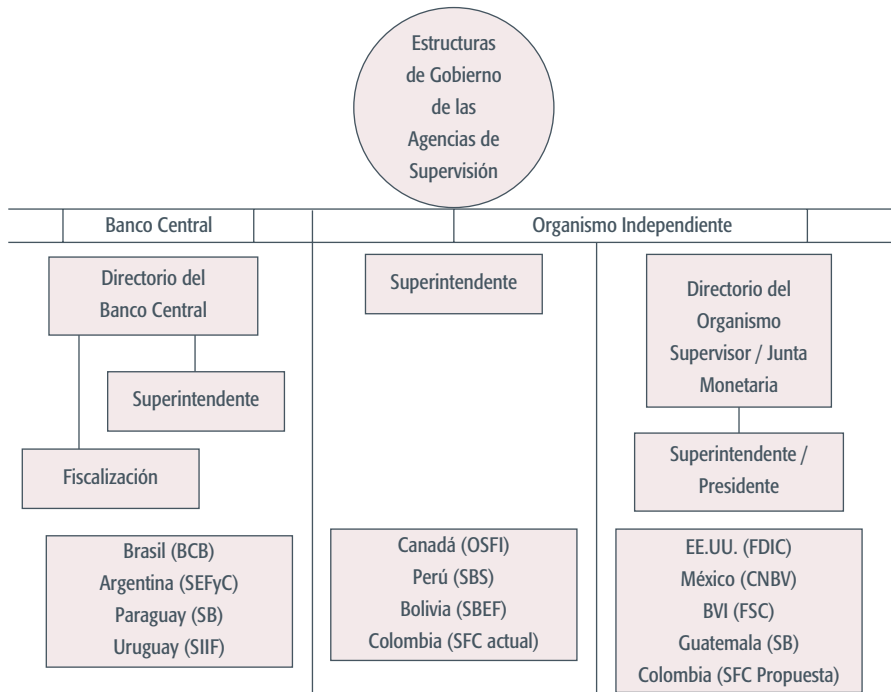 Estructuras
de Gobierno
de las
Agencias de
Supervisión
Banco Central
Organismo Independiente
Directorio del
Banco Central
Superintendente
Fiscalización
Brasil (BCB)
Argentina (SEFyC)
Paraguay (SB)
Uruguay (SIIF)
Superintendente
Canadá (OSFI)
Perú (SBS)
Bolivia (SBEF)
Colombia (SFC actual)
Directorio del
Organismo
Supervisor / Junta
Monetaria
Superintendente /
Presidente
EE.UU. (FDIC)
México (CNBV)
BVI (FSC)
Guatemala (SB)
Colombia (SFC Propuesta)